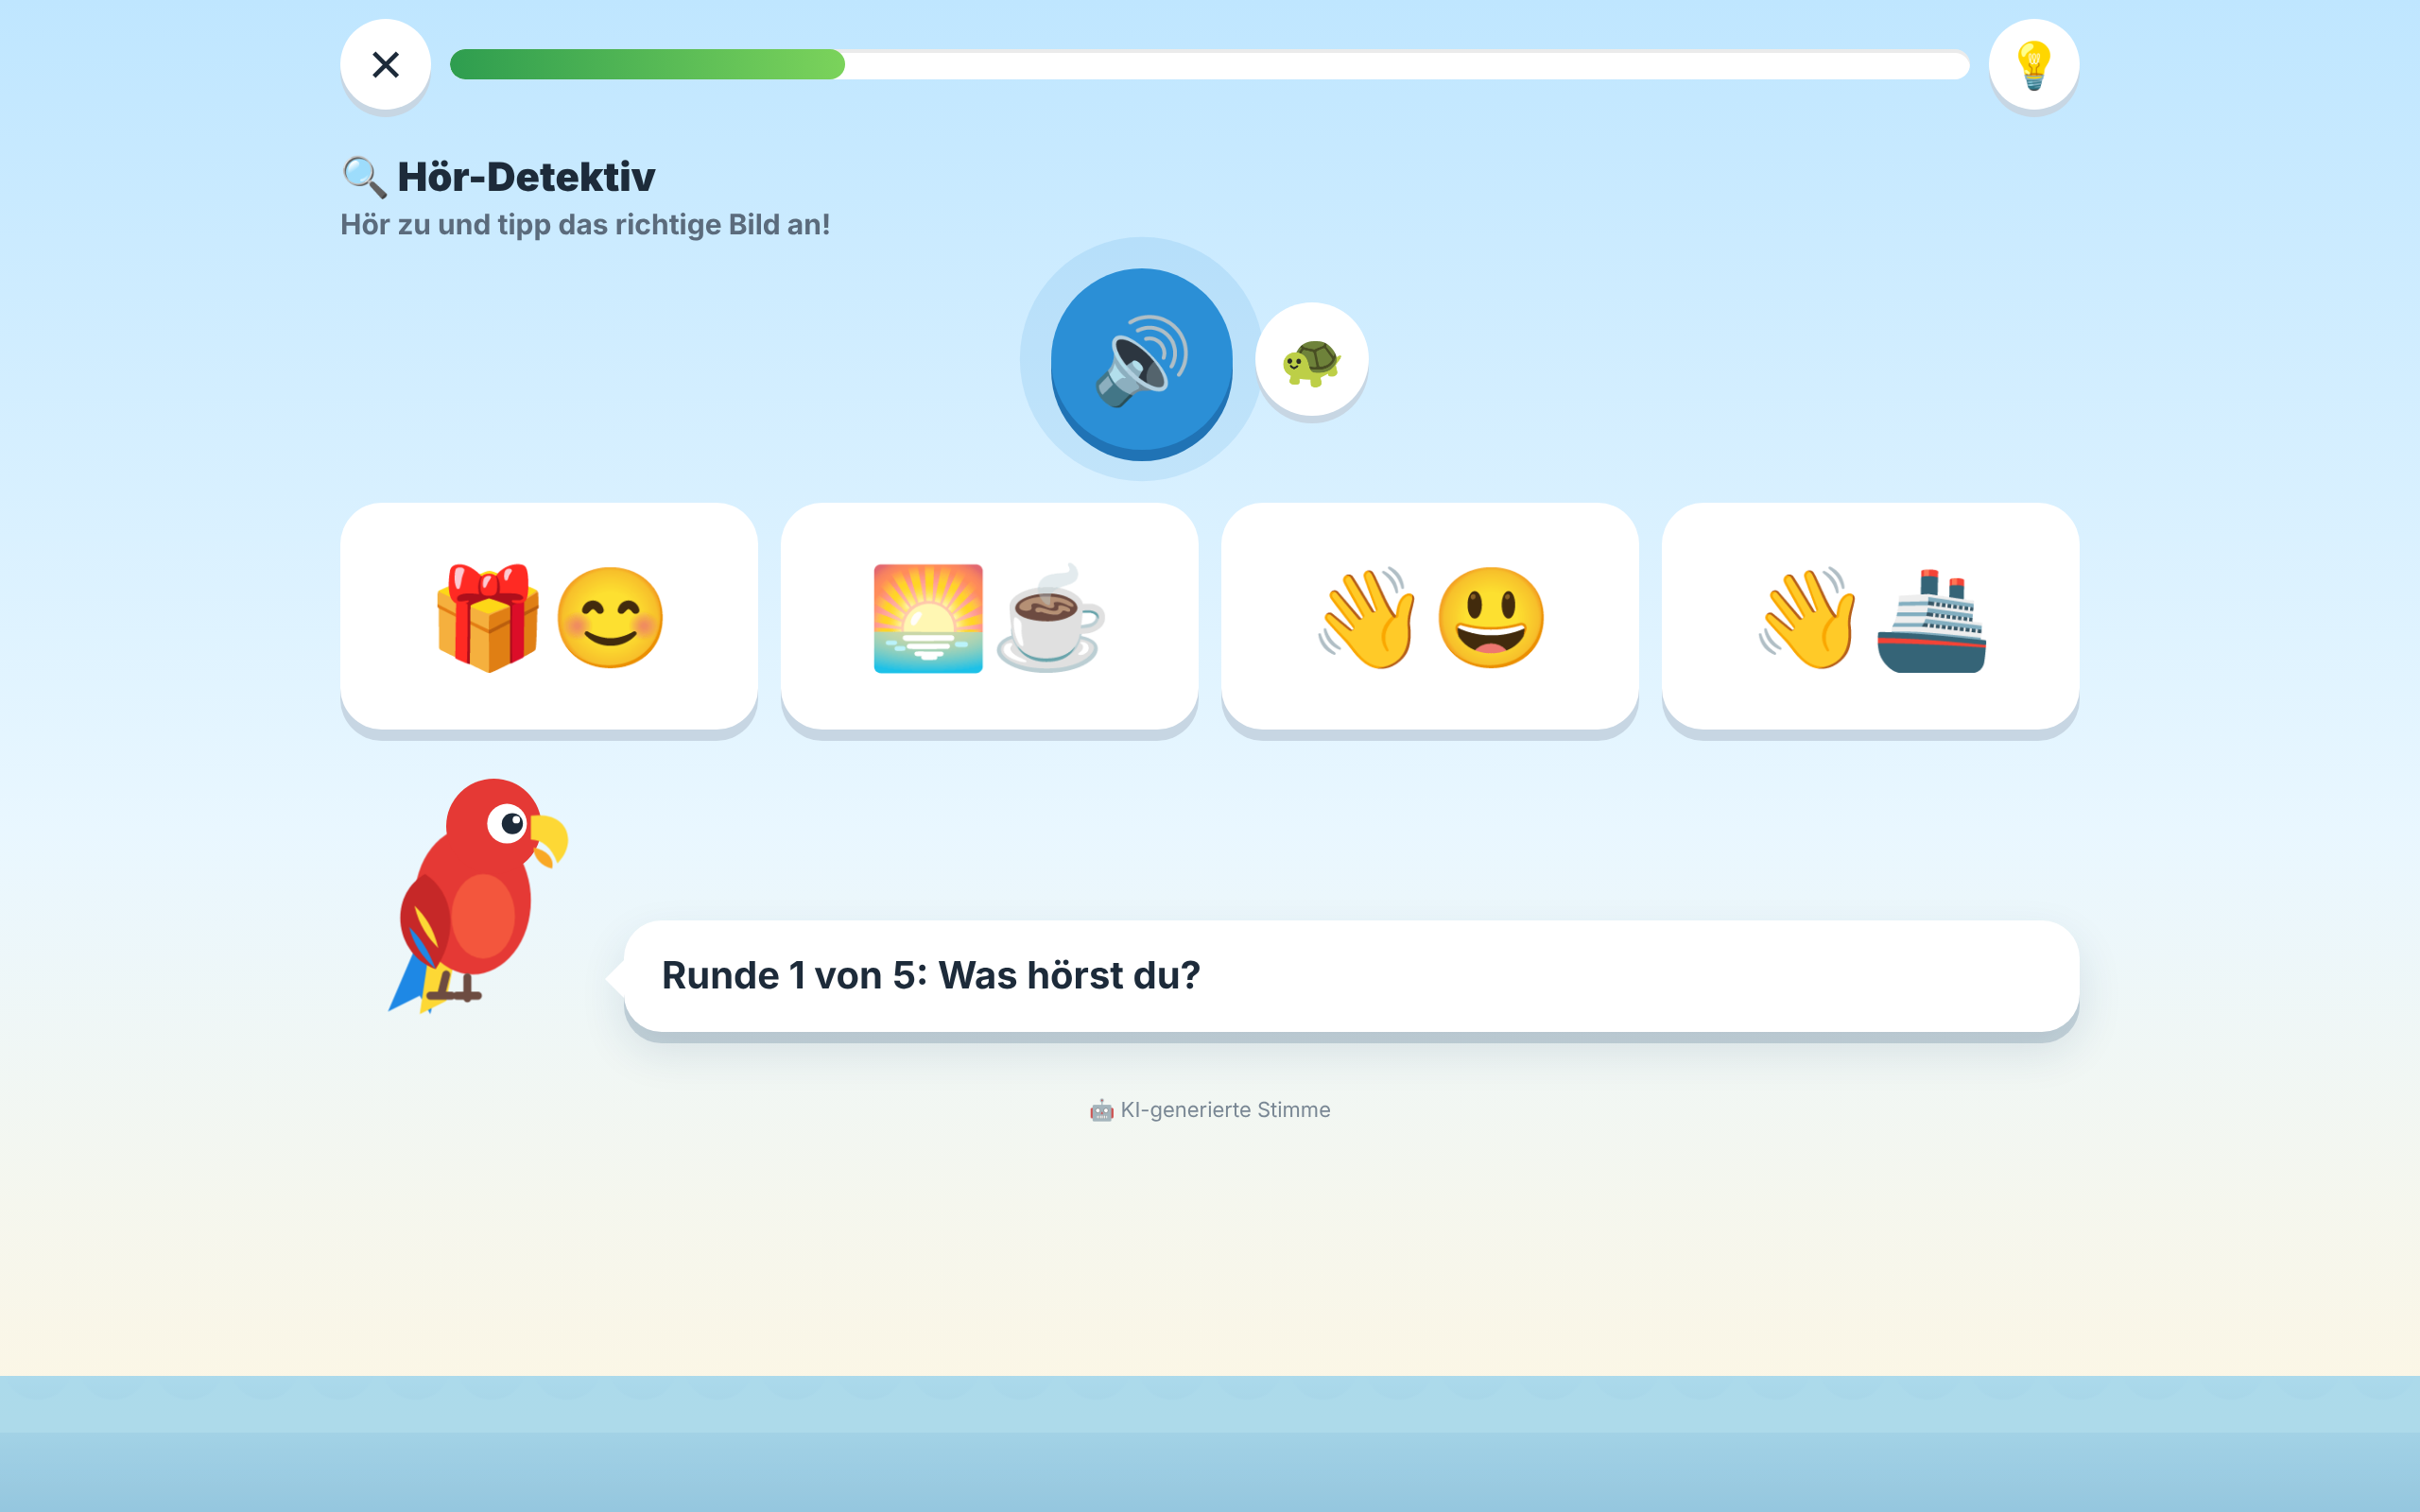 Hör-Detektiv
Hör zu und tipp das richtige Bild an!
Runde 1 von 5: Was hörst du?
KI-generierte Stimme